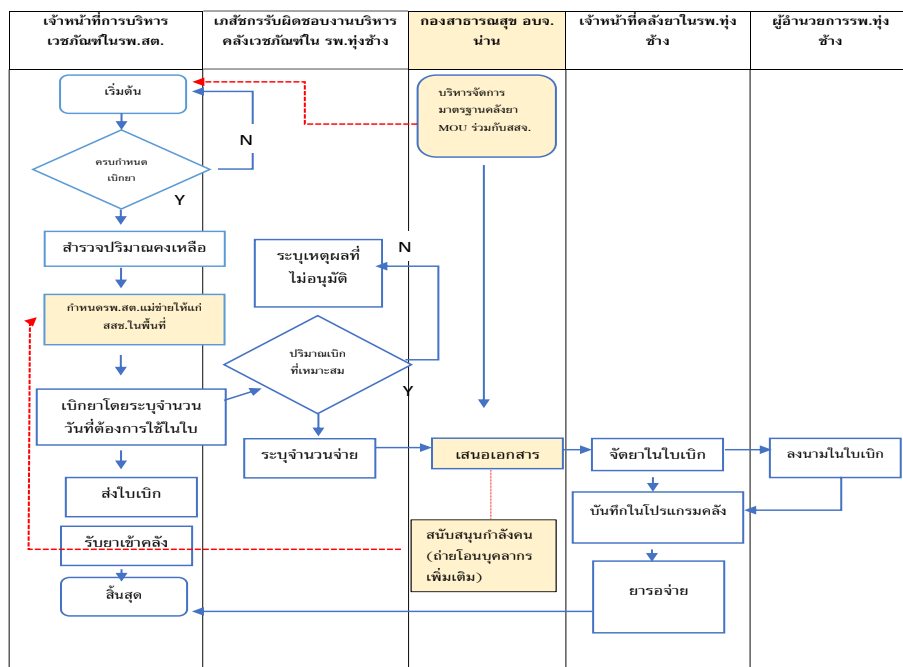 เจ้าหน้าที่การบริหาร
เวชภัณฑ์ในรพ.สต.
เภสัชกรรับผิดชอบงานบริหาร
คลังเวชภัณฑ์ใน รพ.ทุ่งช้าง
กองสาธารณสุข อบจ.
น่าน
เจ้าหน้าที่คลังยาในรพ.ทุ่ง
ช้าง
ผู้อำนวยการรพ.ทุ่ง
ช้าง
เริ่มต้น
N
ครบกำหนด
เบิกยา
Y
สำรวจปริมาณคงเหลือ
กำหนดรพ.สต.แม่ข่ายให้แก่
สสช.ในพื้นที่
เบิกยาโดยระบุจำนวน
วันที่ต้องการใช้ในใบ
ส่งใบเบิก
รับยาเข้าคลัง
สิ้นสุด
ระบุเหตุผลที่
ไม่อนุมัติ
N
ปริมาณเบิก
ที่เหมาะสม
Y
ระบุจำนวนจ่าย
บริหารจัดการ
มาตรฐานคลังยา
MOU ร่วมกับสสจ.
เสนอเอกสาร
สนับสนุนกำลังคน
(ถ่ายโอนบุคลากร
เพิ่มเติม)
จัดยาในใบเบิก
บันทึกในโปรแกรมคลัง
ยารอจ่าย
ลงนามในใบเบิก